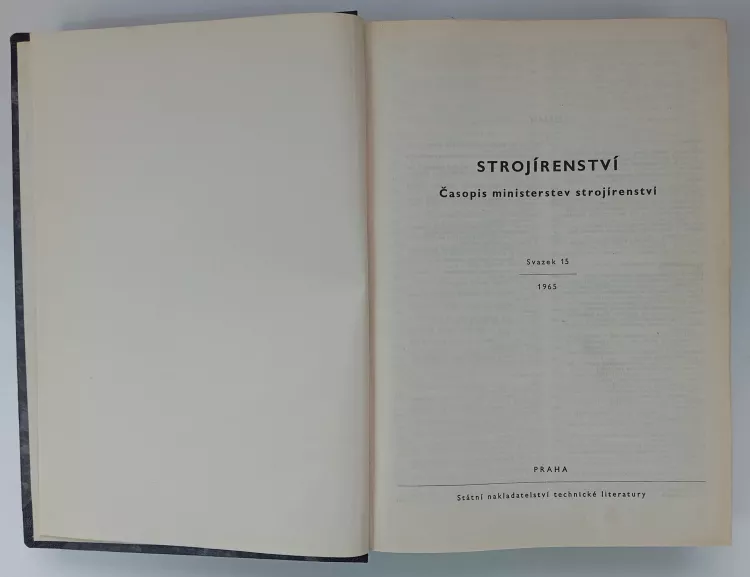 STROJÍRENSTVÍ
Časopis ministerstev strojírenství
Svazek 15
1965
PRAHA
Státní nakladatelství technické literatury